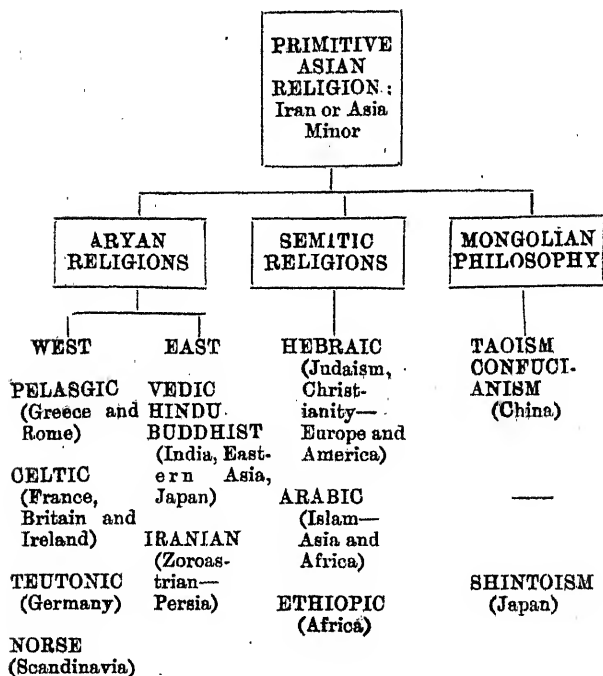 PRIMITIVE
ASIAN
RELIGION:
Iran or Asia
Minor
ARYAN
RELIGIONS
SEMITIC
RELIGIONS
MONGOLIAN
PHILOSOPHY
WEST
PELASGIC
(Greece and
Rome)
CELTIC
(France,
Britain and
Ireland)
TEUTONIC
(Germany)
NORSE
(Scandinavia)
EAST
VEDIC
HINDU
BUDDHIST
(India, East-
ern Asia,
Japan)
IRANIAN
(Zoroas-
trian—
Persia)
HEBRAIC
(Judaism,
Christ-
ianity—
Europe and
America)
ARABIC
(Islam—
Asia and
Africa)
ETHIOPIC
(Africa)
TAOISM
CONFUCI-
ANISM
(China)
—
SHINTOISM
(Japan)